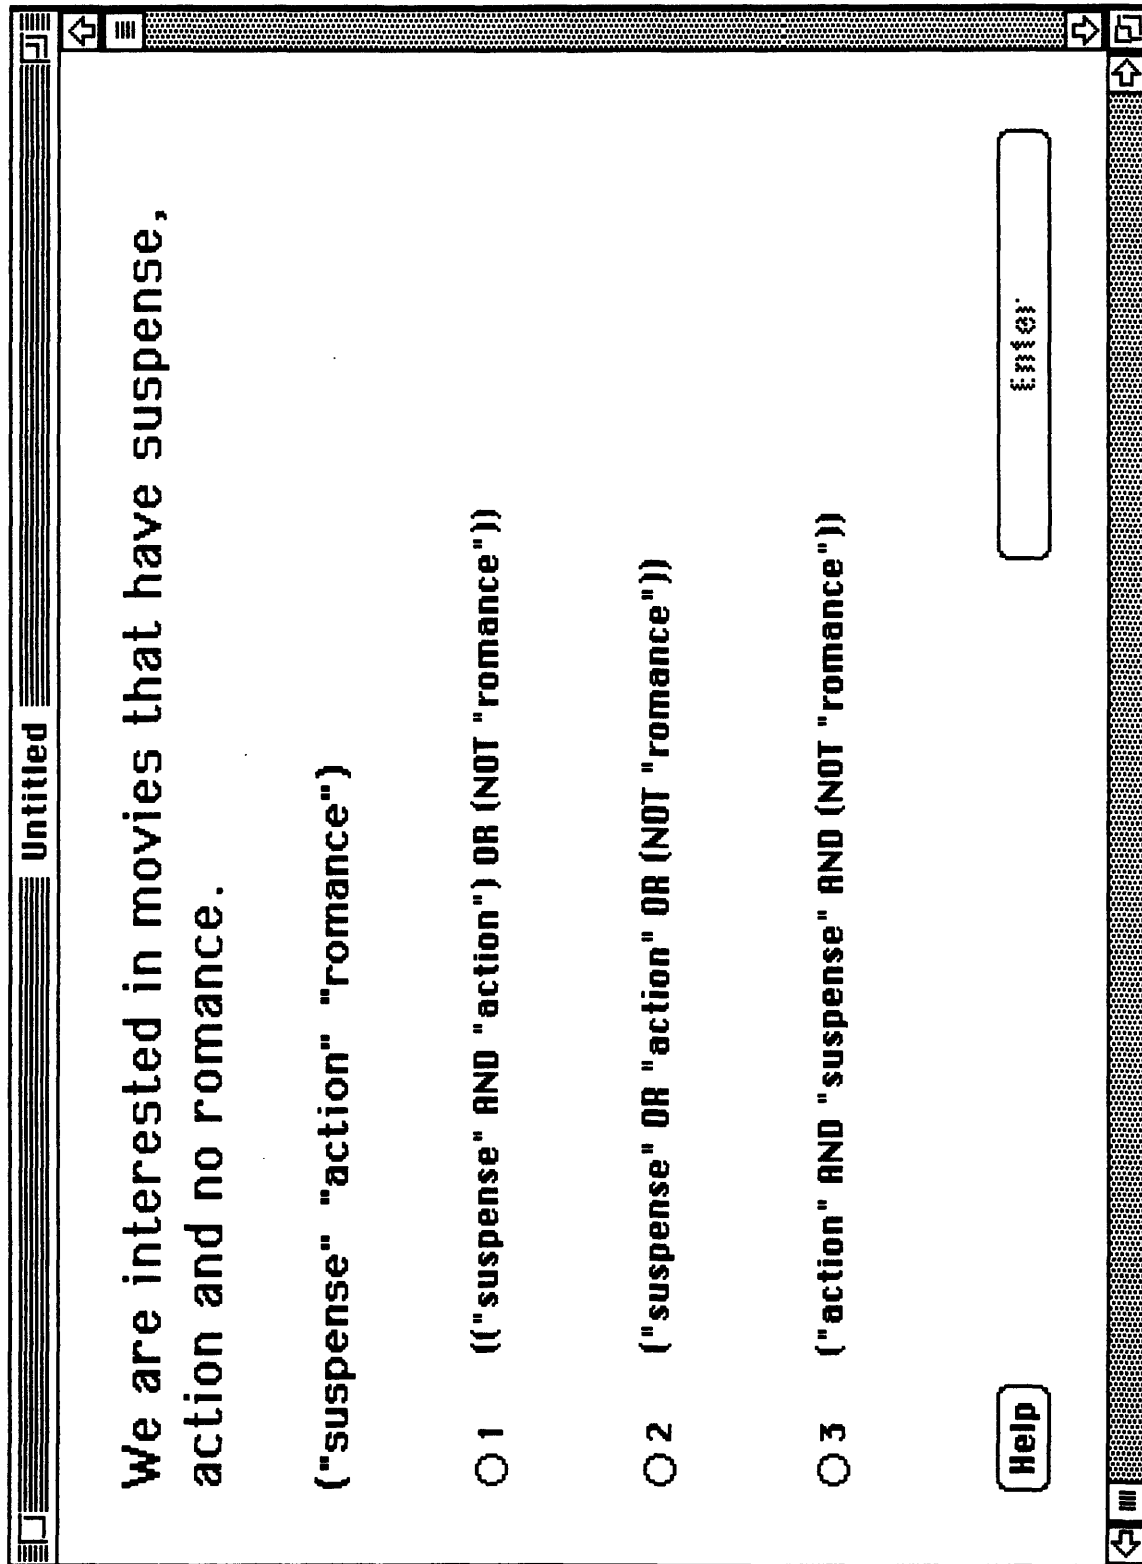 Untitled
We are interested in movies that have suspense,
action and no romance.
("suspense" "action" "romance")
1 (("suspense" AND "action") OR (NOT "romance"))
2 ("suspense" OR "action" OR (NOT "romance"))
3 ("action" AND "suspense" AND (NOT "romance"))
Help Enter